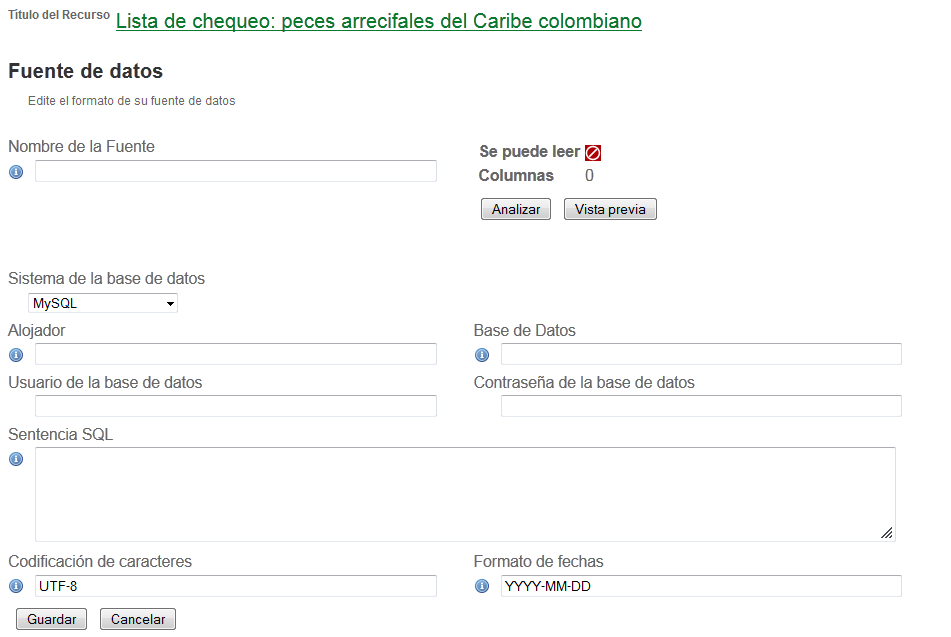 Título del Recurso Lista de chequeo: peces arrecifales del Caribe colombiano
Fuente de datos
Edite el formato de su fuente de datos
Nombre de la Fuente
Se puede leer
Columnas 0
Analizar Vista previa
Sistema de la base de datos
MySQL
Alojador Base de Datos
Usuario de la base de datos Contraseña de la base de datos
Sentencia SQL
Codificación de caracteres Formato de fechas
UTF-8 YYYY-MM-DD
Guardar Cancelar